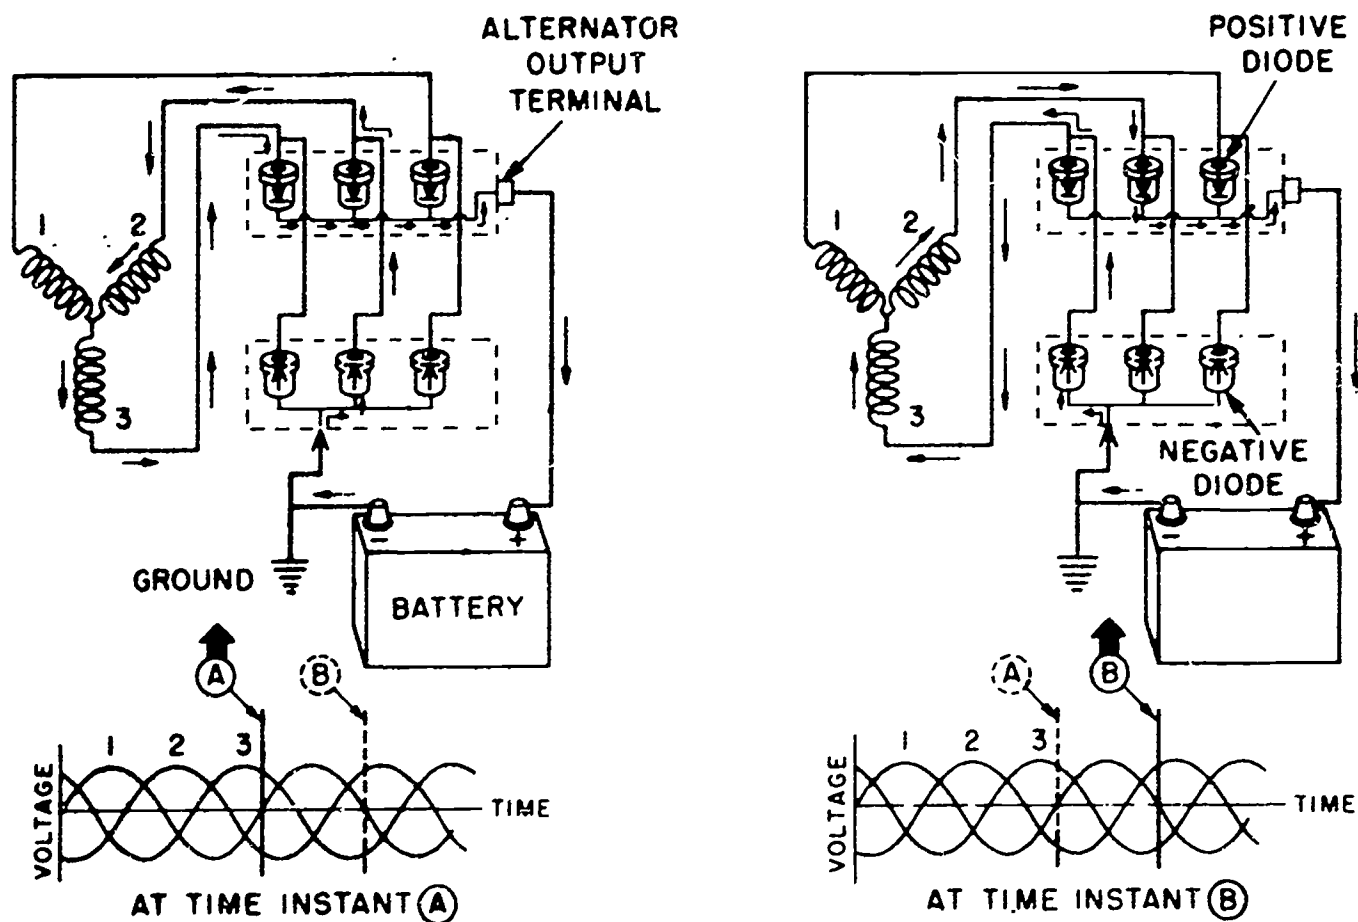 ALTERNATOR
OUTPUT
TERMINAL
1
2
3
-
+
GROUND
BATTERY
A
B
1 2 3
VOLTAGE
TIME
AT TIME INSTANT A
POSITIVE
DIODE
1
2
3
NEGATIVE
DIODE
-
+
A
B
1 2 3
VOLTAGE
TIME
AT TIME INSTANT B